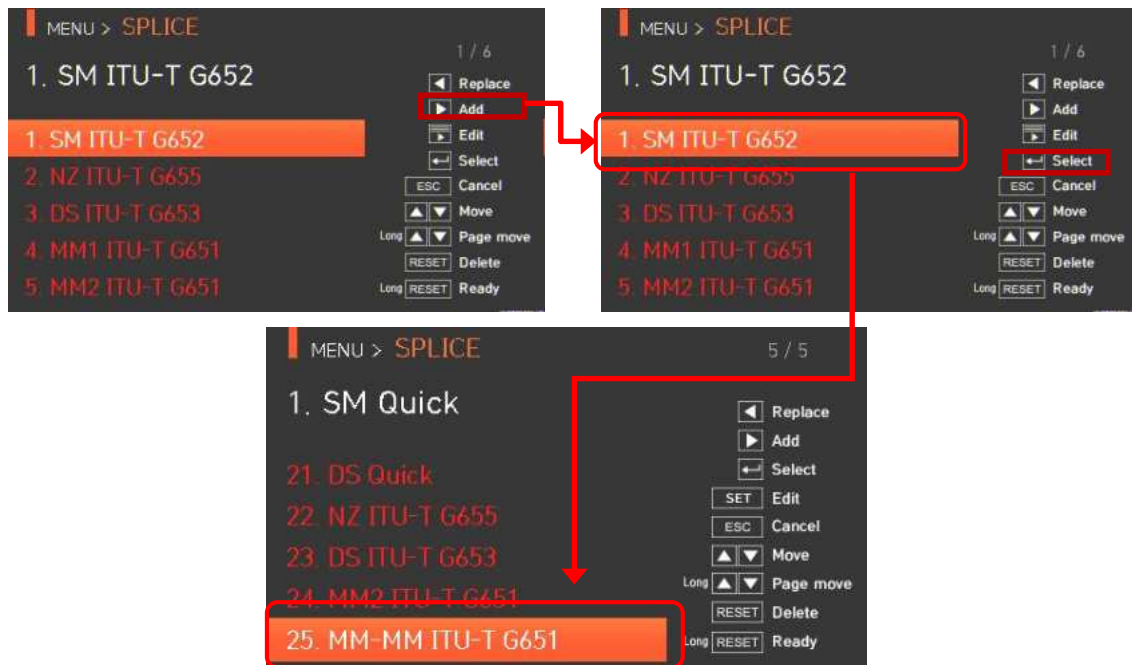 MENU > SPLICE
1 / 6
1. SM ITU-T G652
Replace
Add
1. SM ITU-T G652
Edit
Select
2. NZ ITU-T G655
ESC Cancel
3. DS ITU-T G653
Move
4. MM1 ITU-T G651
Long Page move
RESET Delete
5. MM2 ITU-T G651
Long RESET Ready
MENU > SPLICE
1 / 6
1. SM ITU-T G652
Replace
Add
1. SM ITU-T G652
Edit
Select
2. NZ ITU-T G655
ESC Cancel
3. DS ITU-T G653
Move
4. MM1 ITU-T G651
Long Page move
RESET Delete
5. MM2 ITU-T G651
Long RESET Ready
MENU > SPLICE
5 / 5
1. SM Quick
Replace
Add
21. DS Quick
Select
SET Edit
22. NZ ITU-T G655
ESC Cancel
23. DS ITU-T G653
Move
Long Page move
24. MM2 ITU-T G651
RESET Delete
25. MM-MM ITU-T G651
Long RESET Ready